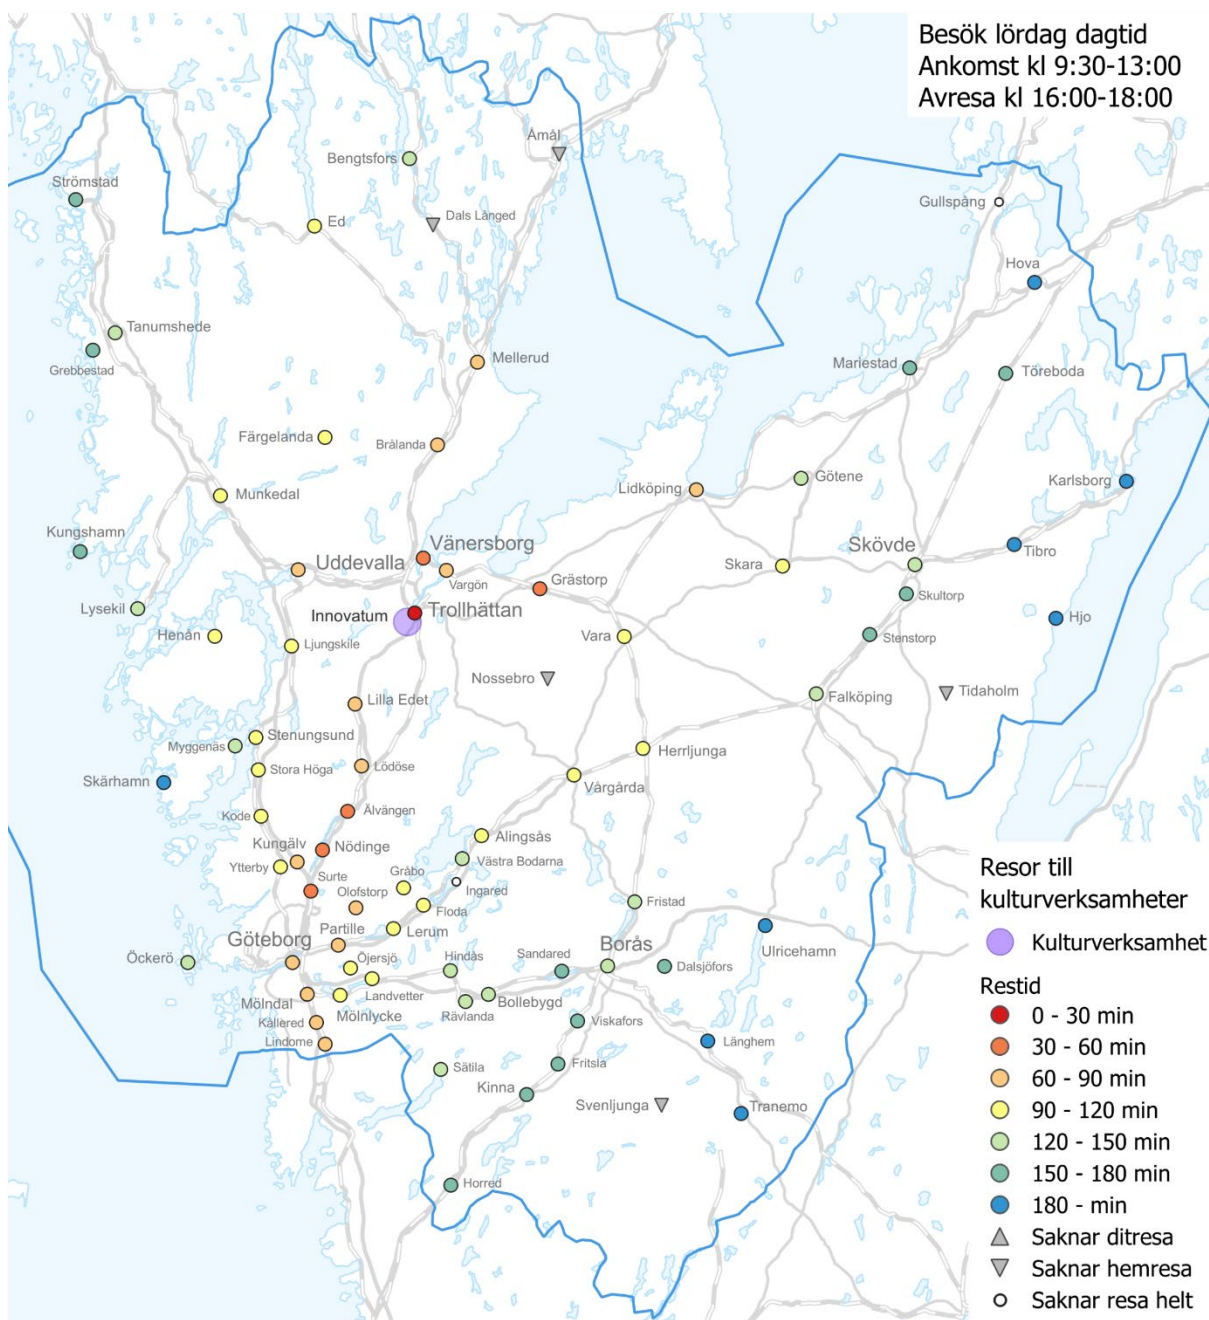 Besök lördag dagtid
Ankomst kl 9:30-13:00
Avresa kl 16:00-18:00
Åmål
Bengtsfors
Strömstad
Gullspång
Dals Långed
Ed
Hova
Tanumshede
Mellerud
Mariestad
Töreboda
Grebbestad
Färgelanda
Brålanda
Götene
Karlsborg
Lidköping
Munkedal
Kungshamn
Vänersborg
Skövde
Tibro
Uddevalla
Skara
Vargön
Grästorp
Skultorp
Lysekil
Innovatum
Trollhättan
Hjo
Henån
Ljungskile
Vara
Stenstorp
Nossebro
Tidaholm
Lilla Edet
Falköping
Stenungsund
Myggenäs
Herrljunga
Stora Höga
Lödöse
Skärhamn
Vårgårda
Kode
Älvängen
Alingsås
Kungälv
Nödinge
Västra Bodarna
Ytterby
Surte
Gråbo
Ingared
Olofstorp
Fristad
Floda
Partille
Lerum
Ulricehamn
Göteborg
Borås
Öckerö
Öjersjö
Hindås
Sandared
Dalsjöfors
Mölndal
Landvetter
Bollebygd
Mölnlycke
Rävlanda
Kållered
Viskafors
Lindome
Länghem
Sätila
Fritsla
Kinna
Svenljunga
Tranemo
Horred
Resor till
kulturverksamheter
Kulturverksamhet
Restid
0 - 30 min
30 - 60 min
60 - 90 min
90 - 120 min
120 - 150 min
150 - 180 min
180 - min
Saknar ditresa
Saknar hemresa
Saknar resa helt